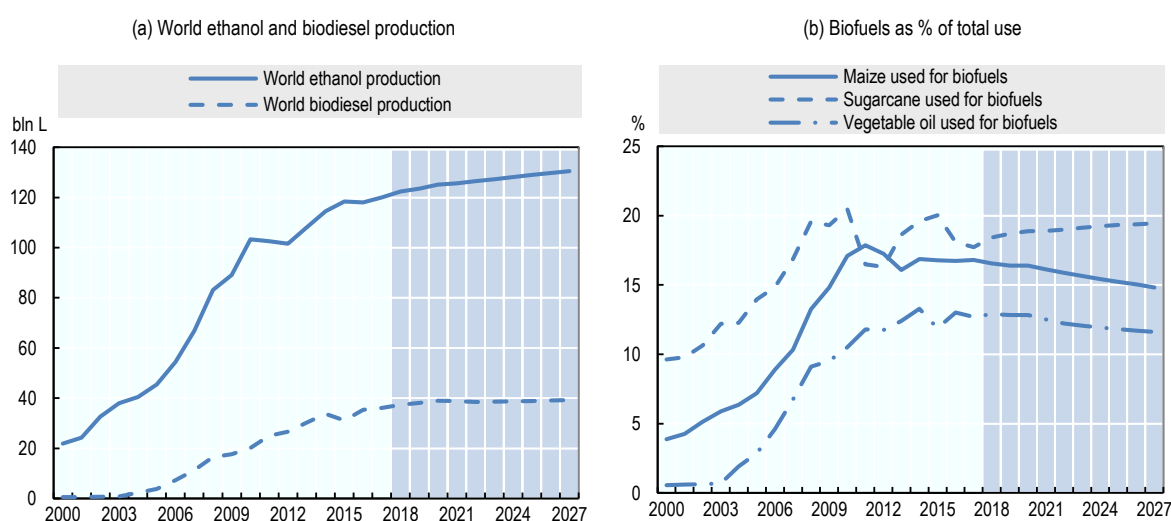 (a) World ethanol and biodiesel production
World ethanol production
World biodiesel production
bln L
140
120
100
80
60
40
20
0
2000 2003 2006 2009 2012 2015 2018 2021 2024 2027
(b) Biofuels as % of total use
Maize used for biofuels
Sugarcane used for biofuels
Vegetable oil used for biofuels
%
25
20
15
10
5
0
2000 2003 2006 2009 2012 2015 2018 2021 2024 2027